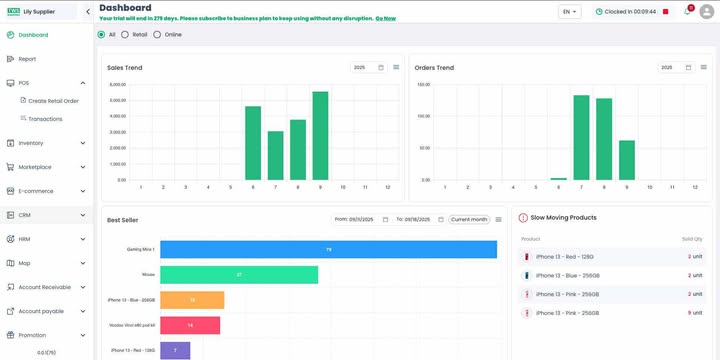 TWS
Lily Supplier
Dashboard
Your trial will end in 279 days. Please subscribe to business plan to keep using without any disruption. Go Now
EN
Clocked In 00:09:44
11
Dashboard
Report
POS
Create Retail Order
Transactions
Inventory
Marketplace
E-commerce
CRM
HRM
Map
Account Receivable
Account payable
Promotion
0.0.1(75)
All Retail Online
Sales Trend
2025
6,000.00
5,000.00
4,000.00
3,000.00
2,000.00
1,000.00
0.00
1 2 3 4 5 6 7 8 9 10 11 12
Orders Trend
2025
150.00
100.00
50.00
0.00
1 2 3 4 5 6 7 8 9 10 11 12
Best Seller
From: 09/11/2025 To: 09/18/2025 Current month
Gaming Mice 1 79
Mouse 37
iPhone 13 - Blue - 256GB 15
Voodoo Vinci e80 pod kit 14
iPhone 13 - Red - 128G 7
Slow Moving Products
Product Sold Qty
iPhone 13 - Red - 128G 2 unit
iPhone 13 - Blue - 256GB 2 unit
iPhone 13 - Pink - 256GB 2 unit
iPhone 13 - Pink - 256GB 9 unit